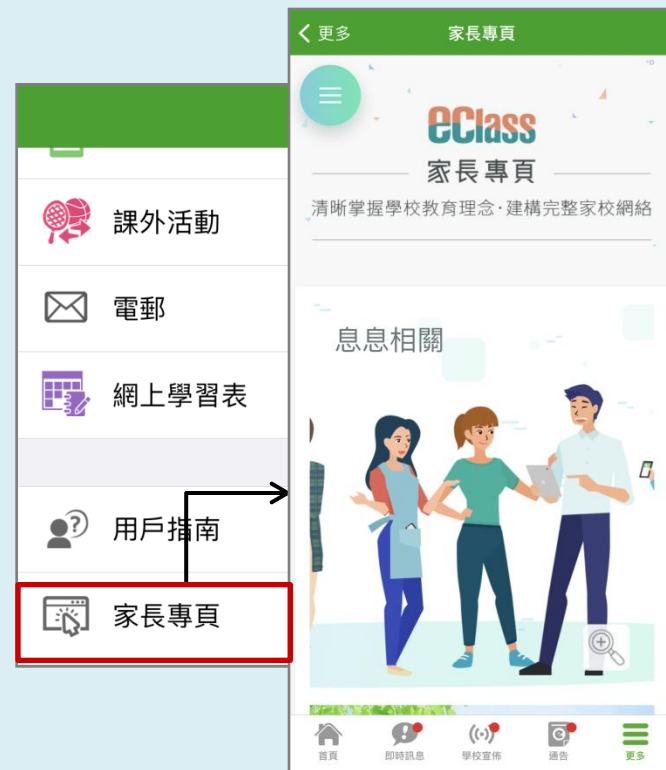 課外活動
電郵
網上學習表
用戶指南
家長專頁
更多
家長專頁
eClass
家長專頁
清晰掌握學校教育理念·建構完整家校網絡
息息相關
首頁
即時訊息
學校宣佈
通告
更多